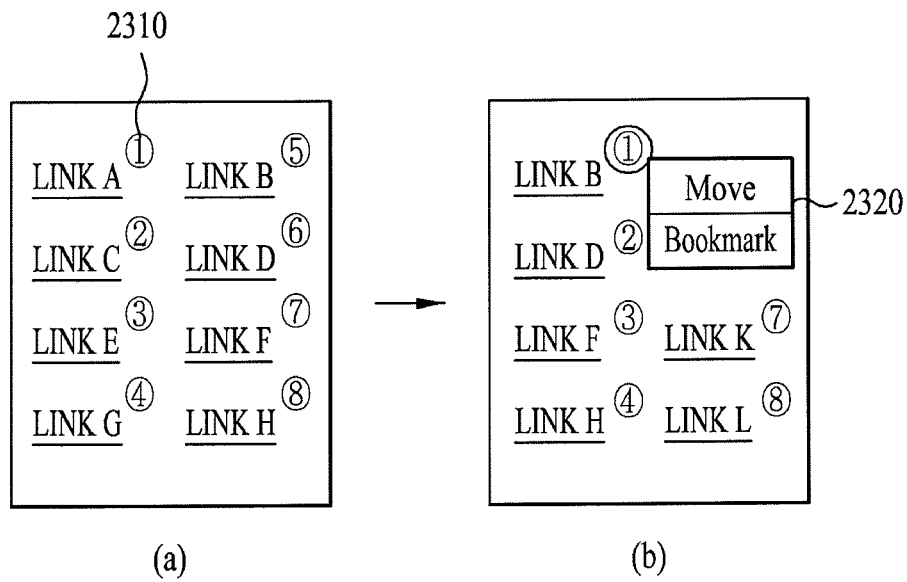 2310
① ⑤
LINK A LINK B
② ⑥
LINK C LINK D
③ ⑦
LINK E LINK F
④ ⑧
LINK G LINK H
(a)
①
LINK B
Move
2320
②
Bookmark
LINK D
③ ⑦
LINK F LINK K
④ ⑧
LINK H LINK L
(b)